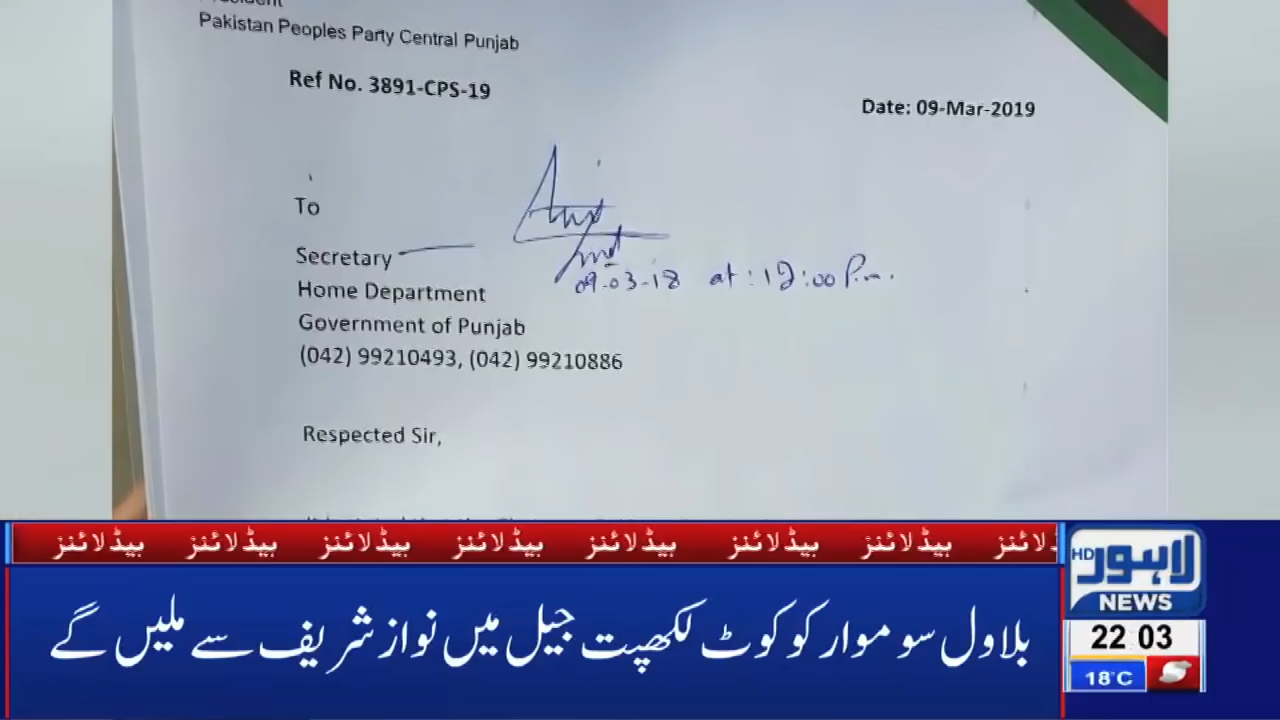 President
Pakistan Peoples Party Central Punjab
Ref No. 3891-CPS-19
Date: 09-Mar-2019
To
09-03-18 at: 12:00 P.m.
Secretary
Home Department
Government of Punjab
(042) 99210493, (042) 99210886
Respected Sir,
ہیڈلائنز ہیڈلائنز ہیڈلائنز ہیڈلائنز ہیڈلائنز ہیڈلائنز ہیڈلائنز لائنز
بلاول سوموار کو کوٹ لکھپت جیل میں نواز شریف سے ملیں گے
لاہور HD
NEWS
22 03
18°C